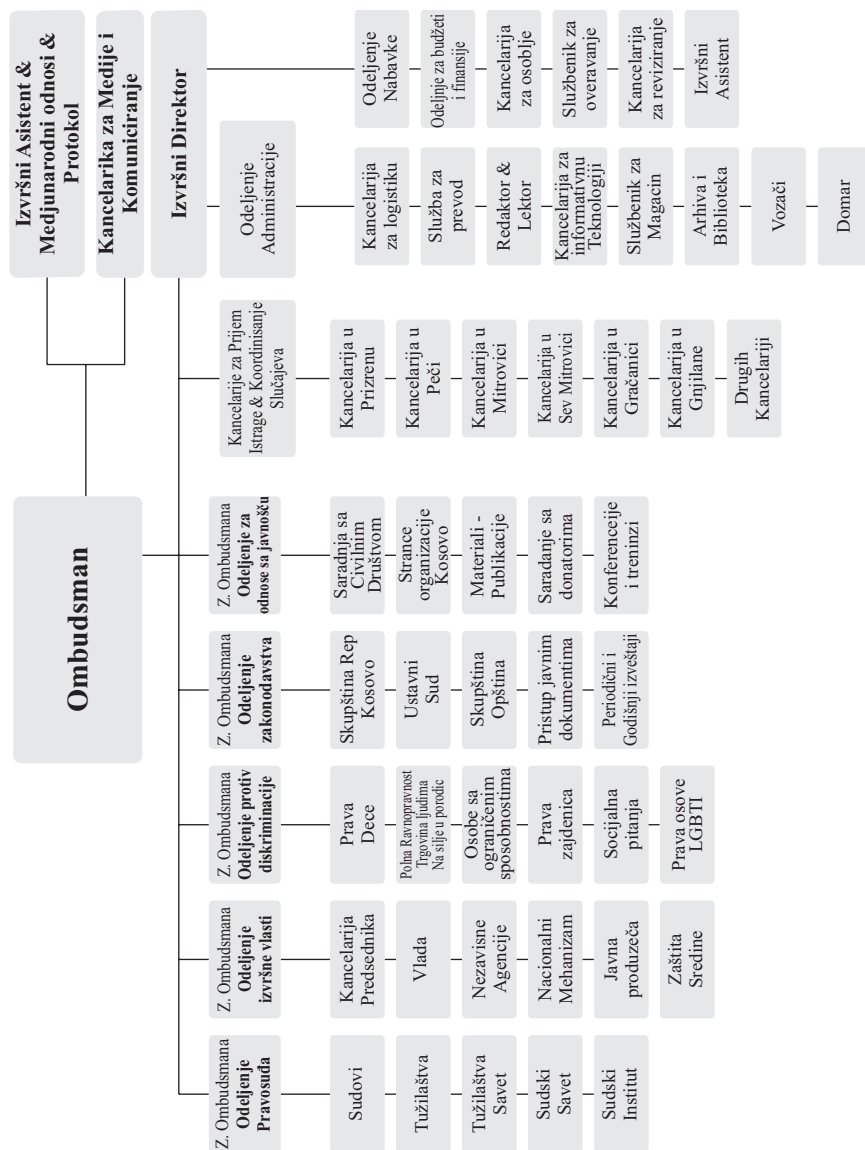 Ombudsman
Izvršni Asistent &
Medjunarodni odnosi &
Protokol
Kancelarika za Medije i
Komuniciranje
Izvršni Direktor
Z. Ombudsmana
Odeljenje
Pravosuđa
Sudovi
Tužilaštva
Tužilaštva
Savet
Sudski
Savet
Sudski
Institut
Z. Ombudsmana
Odeljenje
izvršne vlasti
Kancelarija
Predsednika
Vlada
Nezavisne
Agencije
Nacionalni
Mehanizam
Javna
produzeča
Zaštita
Sredine
Z. Ombudsmana
Odeljenje protiv
diskriminacije
Prava
Dece
Polna Ravnopravnost
Trgovina ljudima
Na silje u porodic
Osobe sa
ograničenim
sposobnostima
Prava
zajdenica
Socijalna
pitanja
Prava osove
LGBTI
Z. Ombudsmana
Odeljenje
zakonodavstva
Skupština Rep
Kosovo
Ustavni
Sud
Skupština
Opština
Pristup javnim
dokumentima
Periodični i
Godišnji izveštaji
Z. Ombudsmana
Odeljenje za
odnose sa javnošču
Saradnja sa
Civilnim
Društvom
Strance
organizacije
Kosovo
Materiali -
Publikacije
Saradanje sa
donatorima
Konferenceije
i treninzi
Kancelarije za Prijem
Istrage & Koordinisanje
Slučajeva
Kancelarija u
Prizrenu
Kancelarija u
Peči
Kancelarija u
Mitrovici
Kancelarija u
Sev Mitrovici
Kancelarija u
Gračanici
Kancelarija u
Gnjilane
Drugih
Kancelariji
Odeljenje
Administracije
Kancelarija
za logistiku
Služba za
prevod
Redaktor &
Lektor
Kancelarija za
informativnu
Teknologiji
Službenik za
Magacin
Arhiva i
Biblioteka
Vozači
Domar
Odeljenje
Nabavke
Odeljnje za budžeti
i finansije
Kancelarija
za osoblje
Službenik za
overavanje
Kancelarija
za reviziranje
Izvršni
Asistent